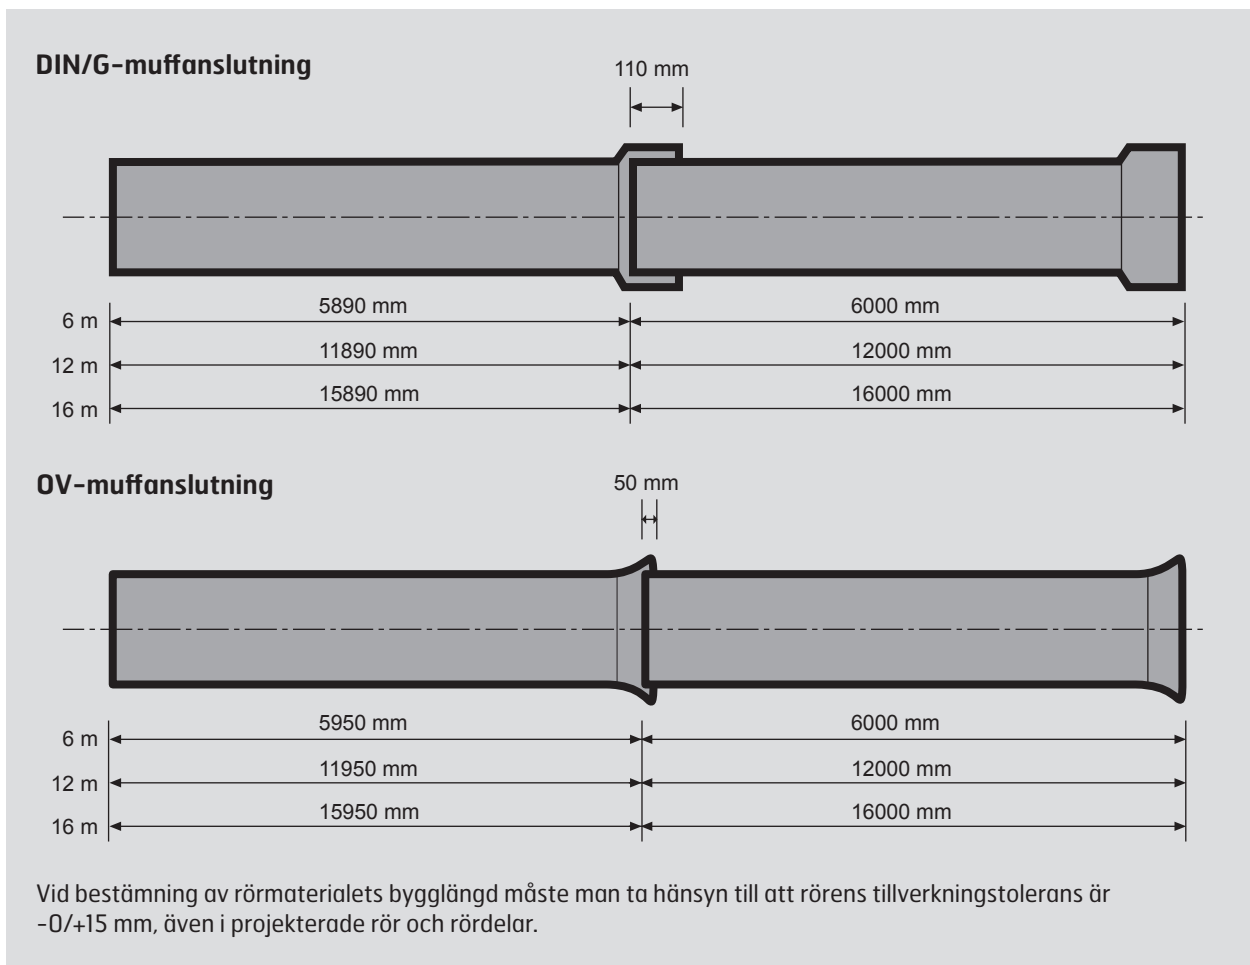 DIN/G-muffanslutning
110 mm
5890 mm 6000 mm
6 m
11890 mm 12000 mm
12 m
15890 mm 16000 mm
16 m
OV-muffanslutning
50 mm
5950 mm 6000 mm
6 m
11950 mm 12000 mm
12 m
15950 mm 16000 mm
16 m
Vid bestämning av rörmaterialets bygglängd måste man ta hänsyn till att rörens tillverkningstolerans är
-0/+15 mm, även i projekterade rör och rördelar.